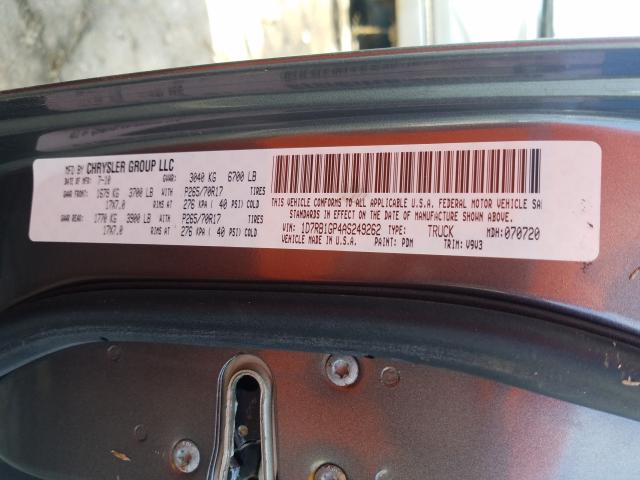 MFD BY CHRYSLER GROUP LLC
DATE OF MFR: 7-10 GVWR: 3040 KG 6700 LB
GAWR FRONT: 1679 KG 3700 LB WITH P265/70R17 TIRES
17X7.0 RIMS AT 276 KPA ( 40 PSI) COLD
GAWR REAR: 1770 KG 3900 LB WITH P265/70R17 TIRES
17X7.0 RIMS AT 276 KPA ( 40 PSI) COLD
THIS VEHICLE CONFORMS TO ALL APPLICABLE U.S.A. FEDERAL MOTOR VEHICLE SA
STANDARDS IN EFFECT ON THE DATE OF MANUFACTURE SHOWN ABOVE.
VIN: 1D7RB1GP4AS249262 TYPE: TRUCK MDH: 070720
VEHICLE MADE IN U.S.A. PAINT: PDM TRIM: V9V3